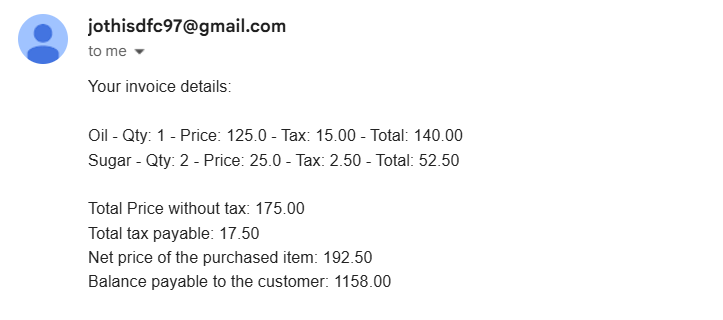 jothisdfc97@gmail.com
to me
Your invoice details:
Oil - Qty: 1 - Price: 125.0 - Tax: 15.00 - Total: 140.00
Sugar - Qty: 2 - Price: 25.0 - Tax: 2.50 - Total: 52.50
Total Price without tax: 175.00
Total tax payable: 17.50
Net price of the purchased item: 192.50
Balance payable to the customer: 1158.00